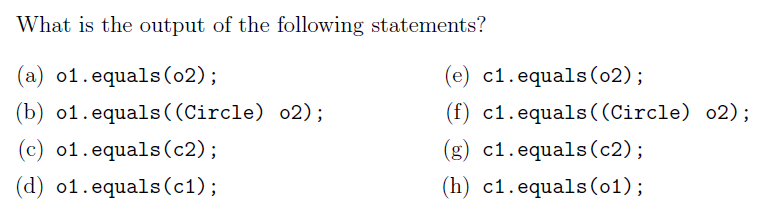 What is the output of the following statements?
(a) o1.equals(o2);
(b) o1.equals((Circle) o2);
(c) o1.equals(c2);
(d) o1.equals(c1);
(e) c1.equals(o2);
(f) c1.equals((Circle) o2);
(g) c1.equals(c2);
(h) c1.equals(o1);